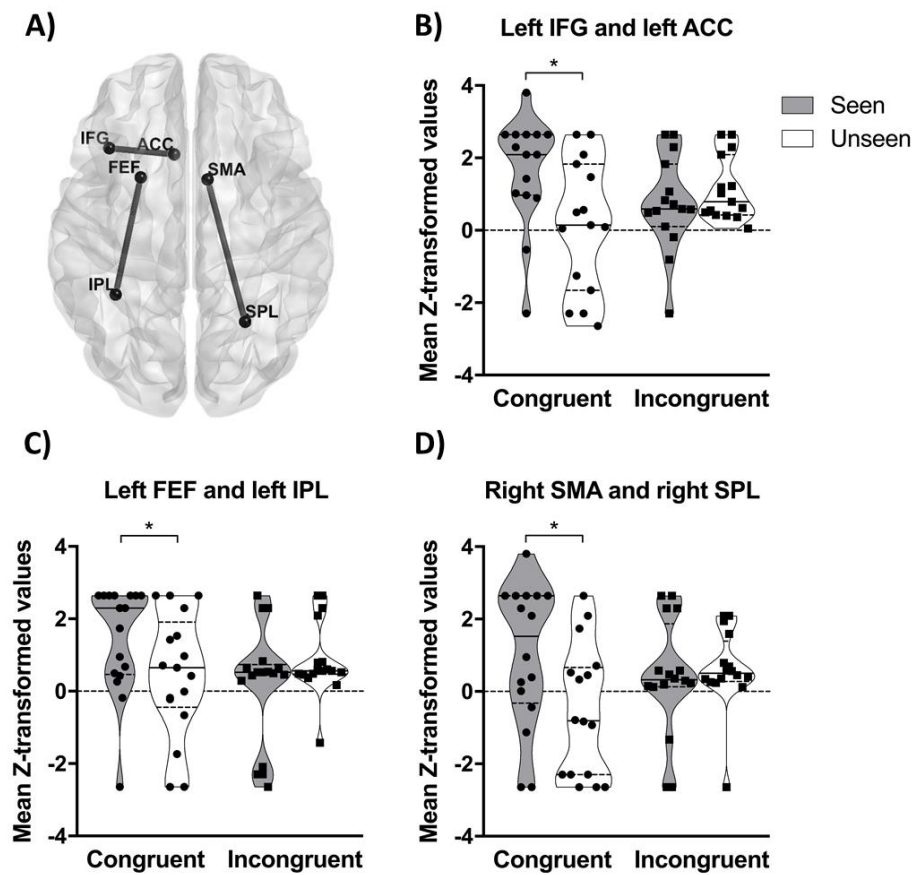 A)
IFG
ACC
FEF
SMA
IPL
SPL
B)
Left IFG and left ACC
*
4
2
0
-2
-4
Mean Z-transformed values
Congruent
Incongruent
Seen
Unseen
C)
Left FEF and left IPL
*
4
2
0
-2
-4
Mean Z-transformed values
Congruent
Incongruent
D)
Right SMA and right SPL
*
4
2
0
-2
-4
Mean Z-transformed values
Congruent
Incongruent